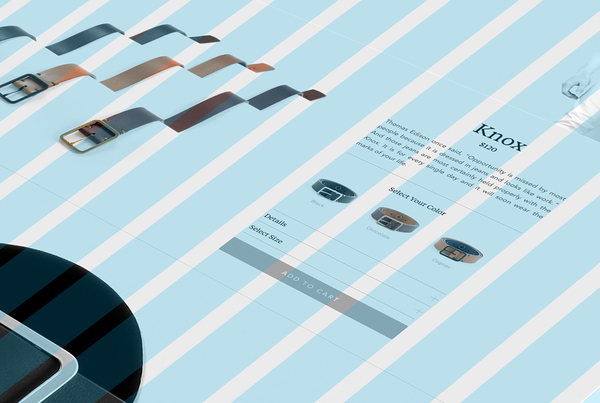 Knox
$120
Thomas Edison once said, "Opportunity is missed by most
people because it is dressed in jeans and looks like work."
And those jeans are most certainly held properly with the
Knox. It is for every single day and it will soon wear the
marks of your life.
Select Your Color
Black
Chocolate
Details
Select Size
ADD TO CART